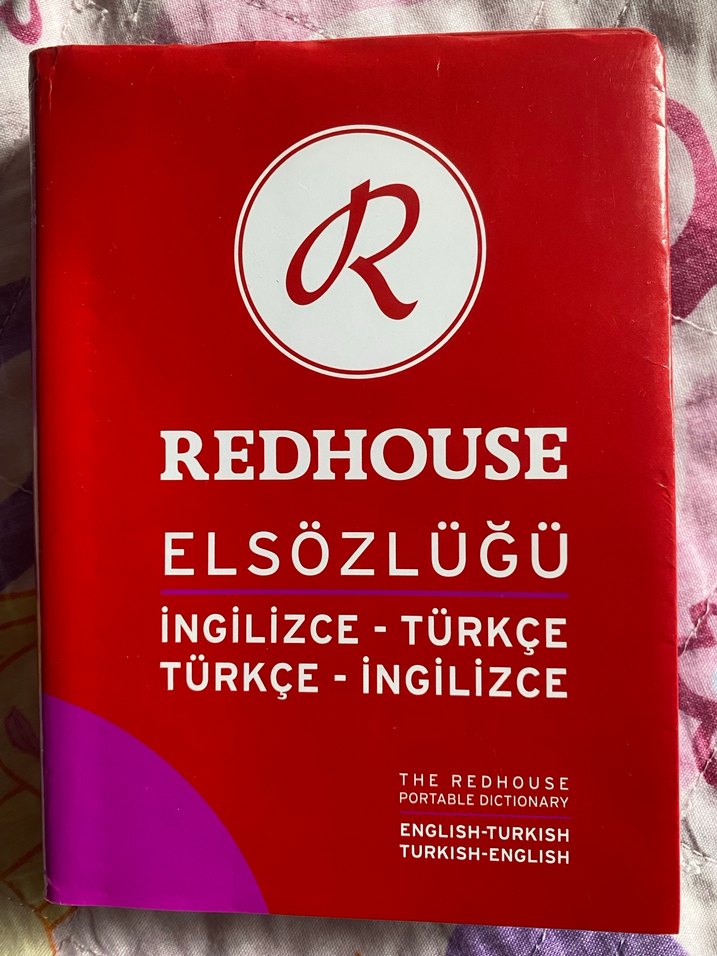 R
REDHOUSE
ELSÖZLÜĞÜ
İNGİLİZCE - TÜRKÇE
TÜRKÇE - İNGİLİZCE
THE REDHOUSE
PORTABLE DICTIONARY
ENGLISH-TURKISH
TURKISH-ENGLISH